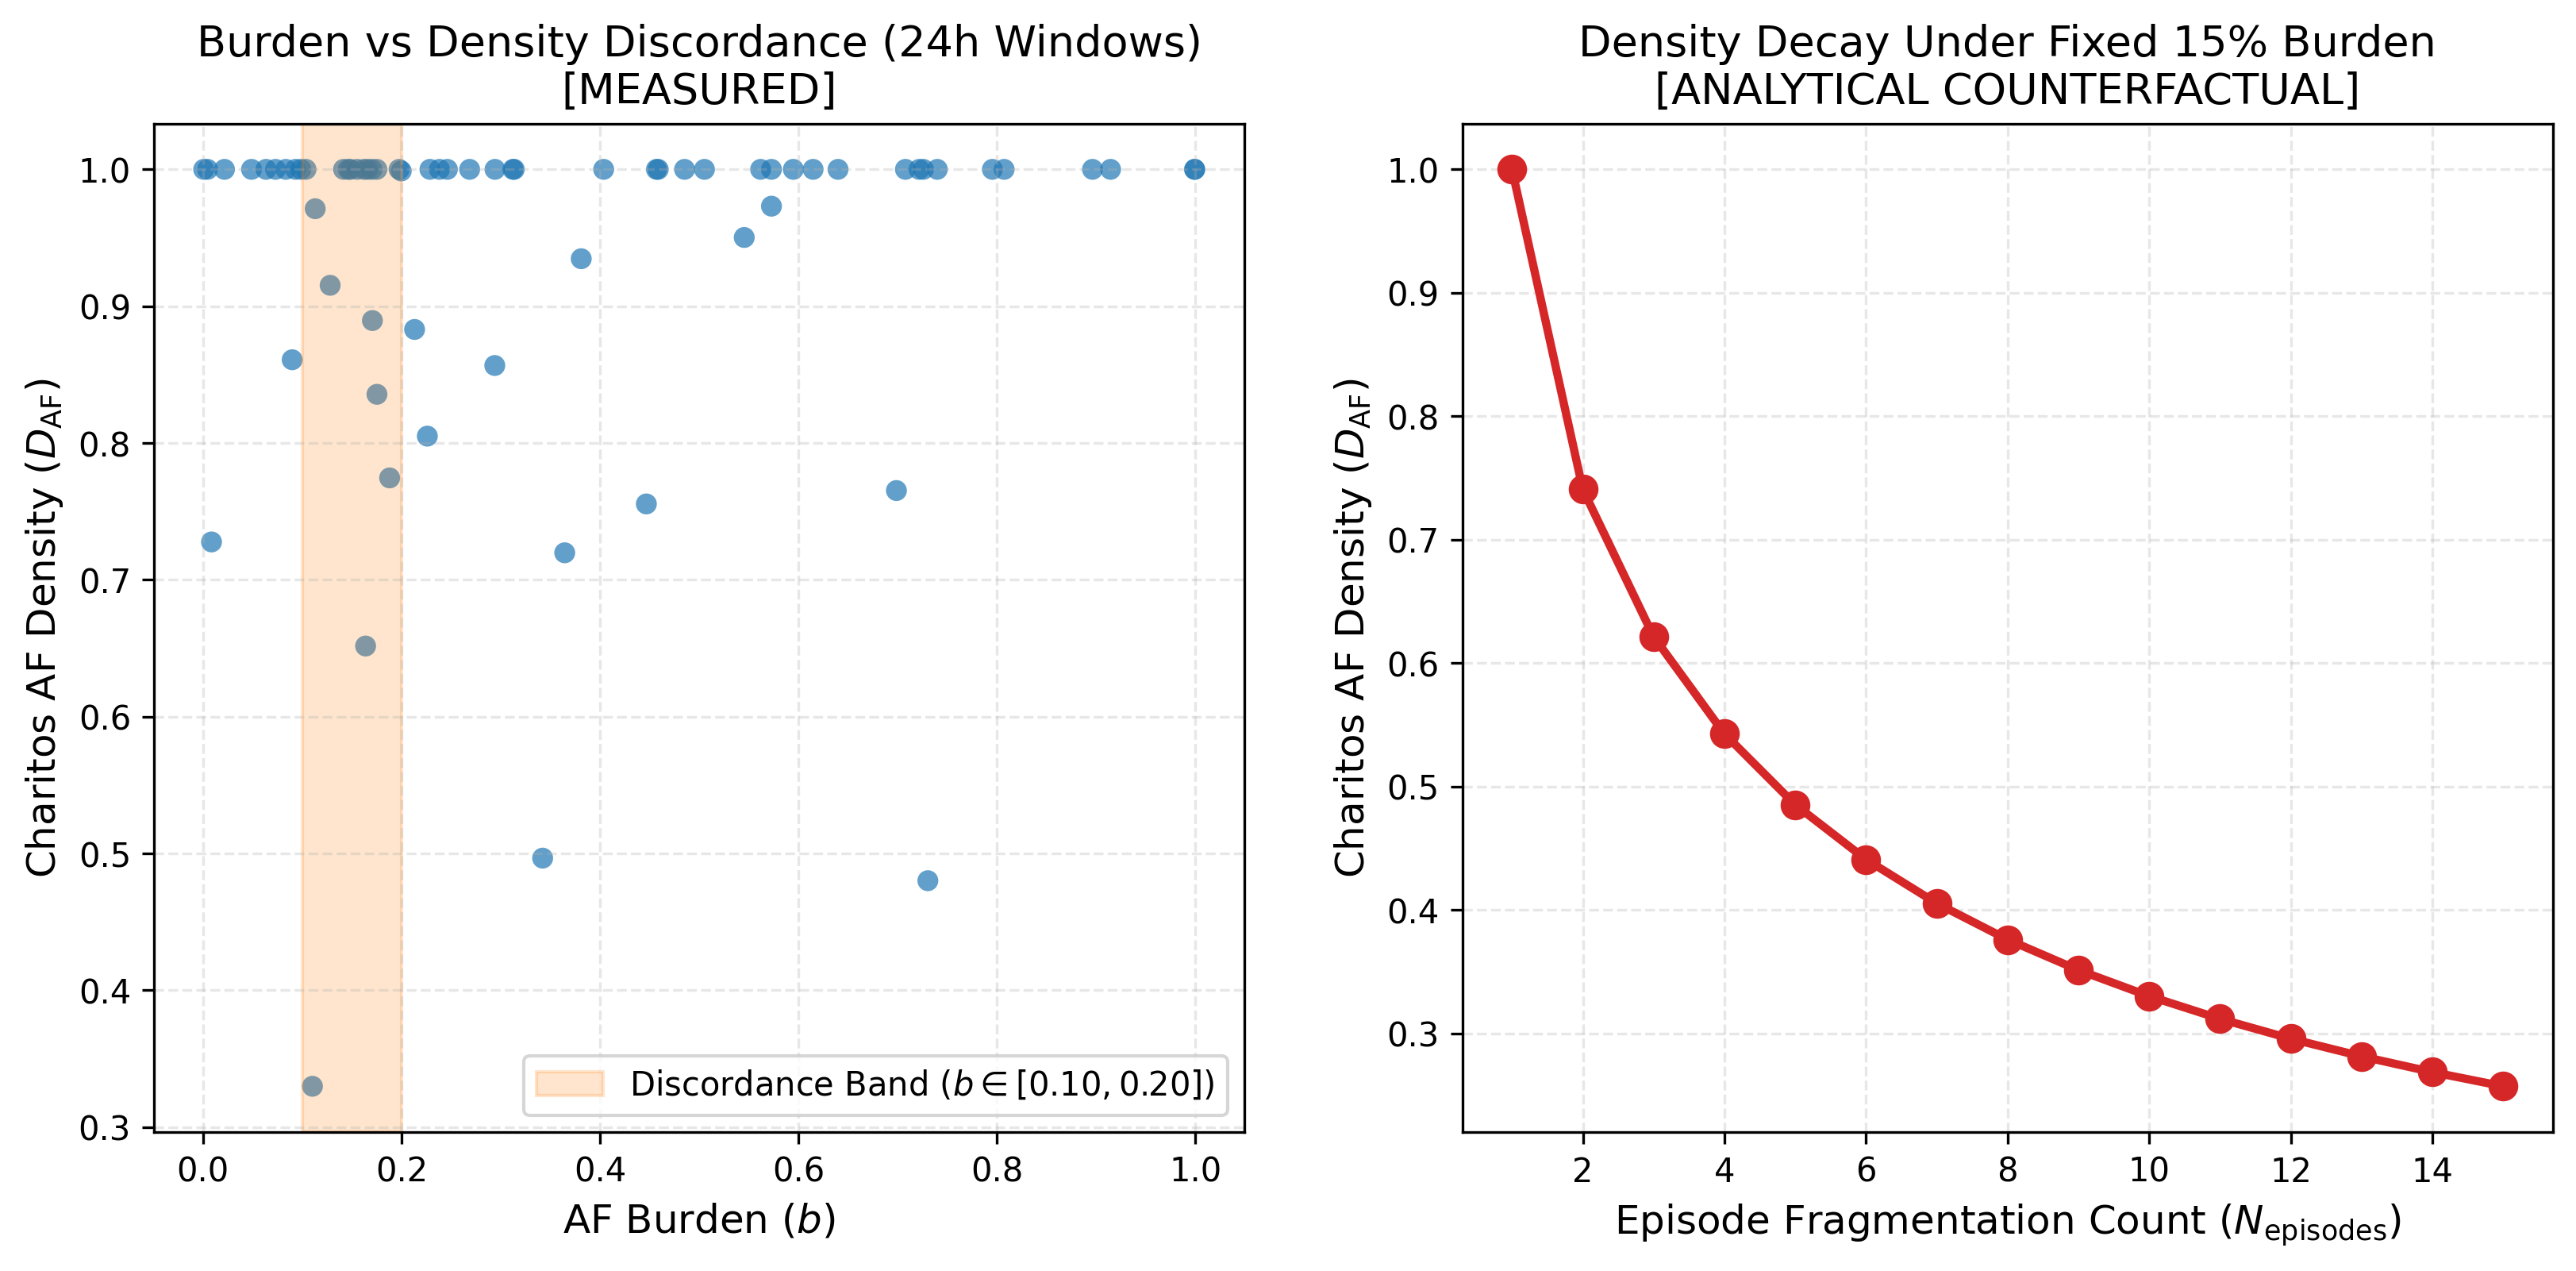 Burden vs Density Discordance (24h Windows)
[MEASURED]
Charitos AF Density (D_AF)
1.0
0.9
0.8
0.7
0.6
0.5
0.4
0.3
Discordance Band (b ∈ [0.10, 0.20])
0.0 0.2 0.4 0.6 0.8 1.0
AF Burden (b)
Density Decay Under Fixed 15% Burden
[ANALYTICAL COUNTERFACTUAL]
Charitos AF Density (D_AF)
1.0
0.9
0.8
0.7
0.6
0.5
0.4
0.3
2 4 6 8 10 12 14
Episode Fragmentation Count (N_episodes)